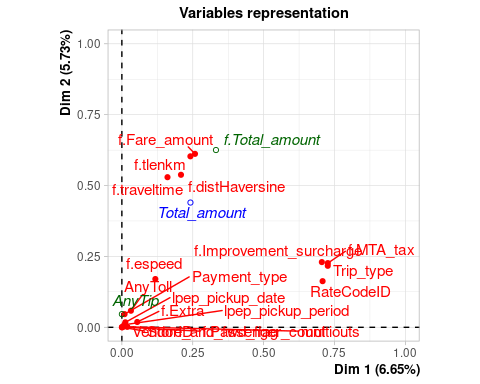 Variables representation
Dim 2 (5.73%)
1.00
0.75
0.50
0.25
0.00
f.Fare_amount
f.Total_amount
f.tlenkm
f.traveltime
f.distHaversine
Total_amount
f.Improvement_surcharge
f.MTA_tax
f.espeed
Payment_type
Trip_type
AnyToll
RateCodeID
AnyTip
lpep_pickup_date
f.Extra
lpep_pickup_period
VendorID
0.00
0.25
0.50
0.75
1.00
Dim 1 (6.65%)